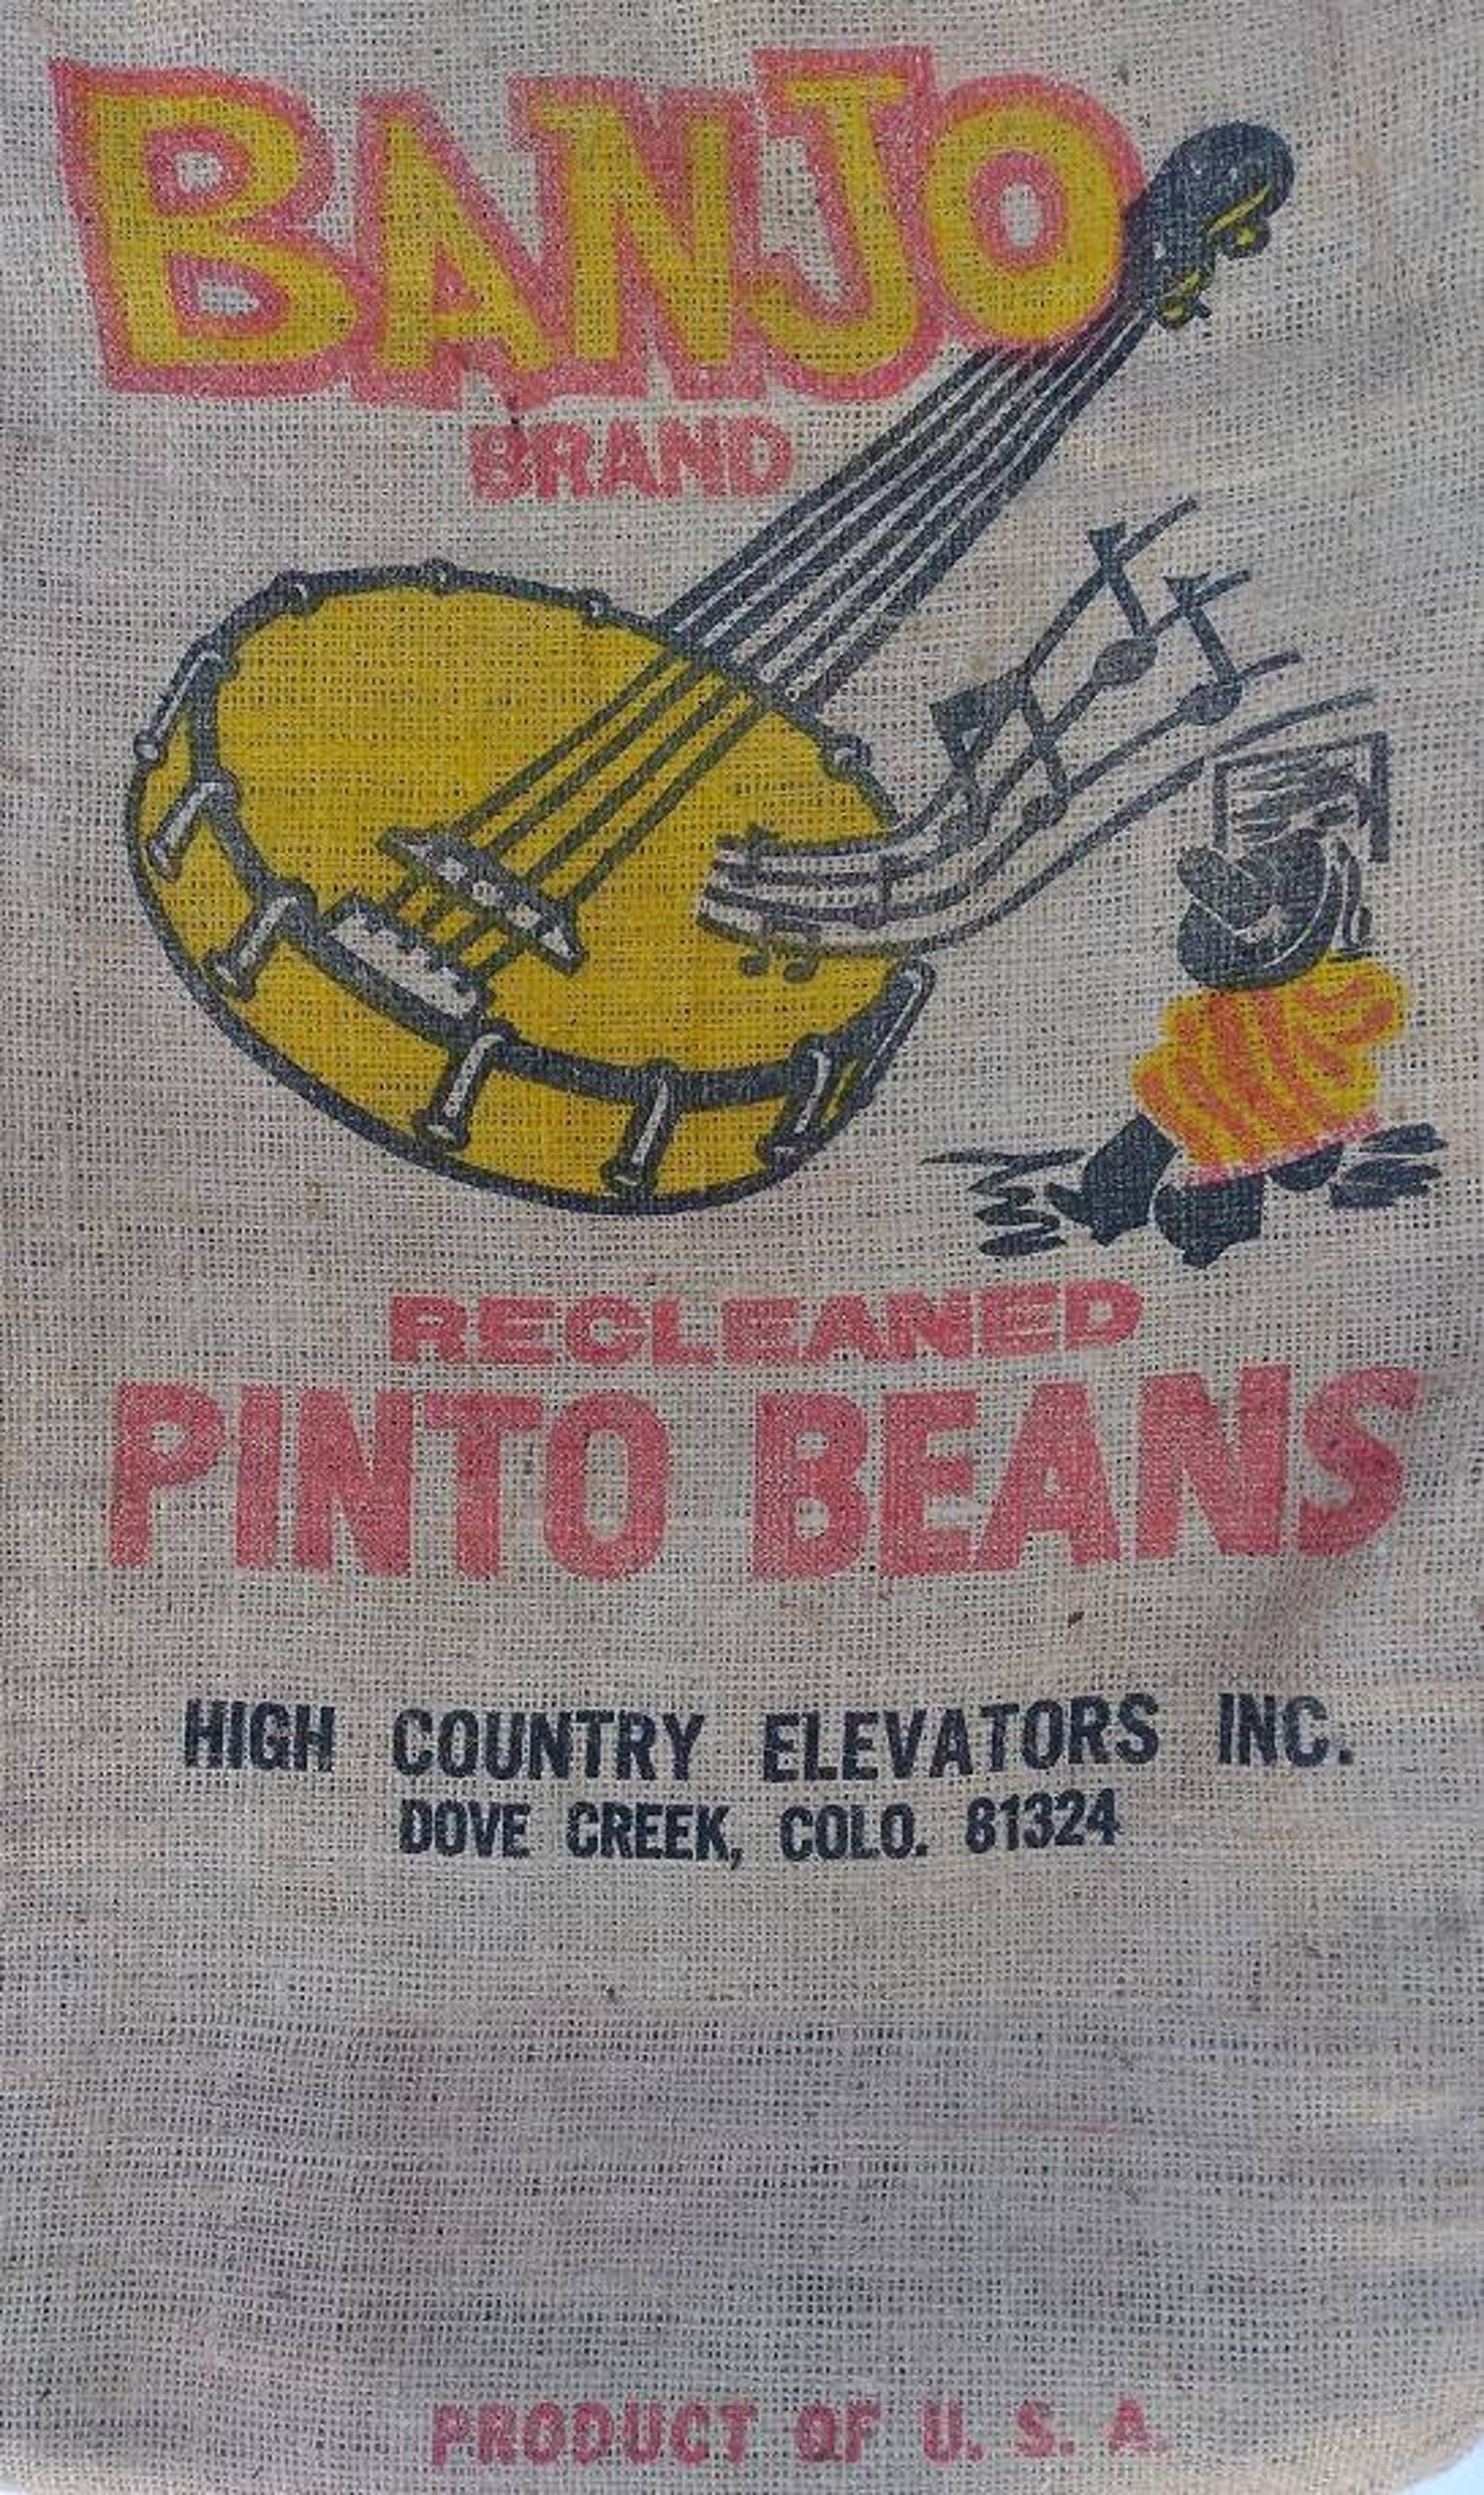 BANJO
BRAND
RECLEANED
PINTO BEANS
HIGH COUNTRY ELEVATORS INC.
DOVE CREEK, COLO. 81324
PRODUCT OF U. S. A.